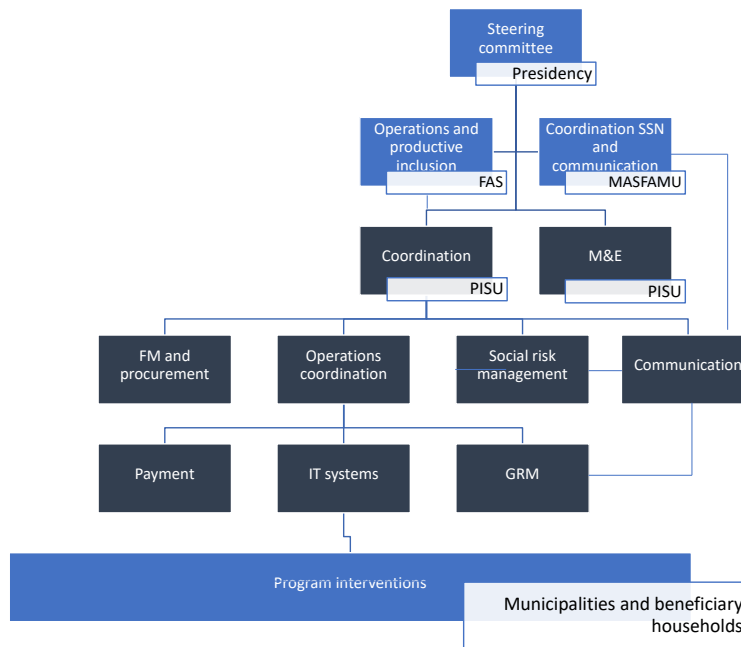 Steering
committee
Presidency
Operations and
productive
inclusion
FAS
Coordination SSN
and
communication
MASFAMU
Coordination
PISU
M&E
PISU
FM and
procurement
Operations
coordination
Social risk
management
Communication
Payment
IT systems
GRM
Program interventions
Municipalities and beneficiary
households